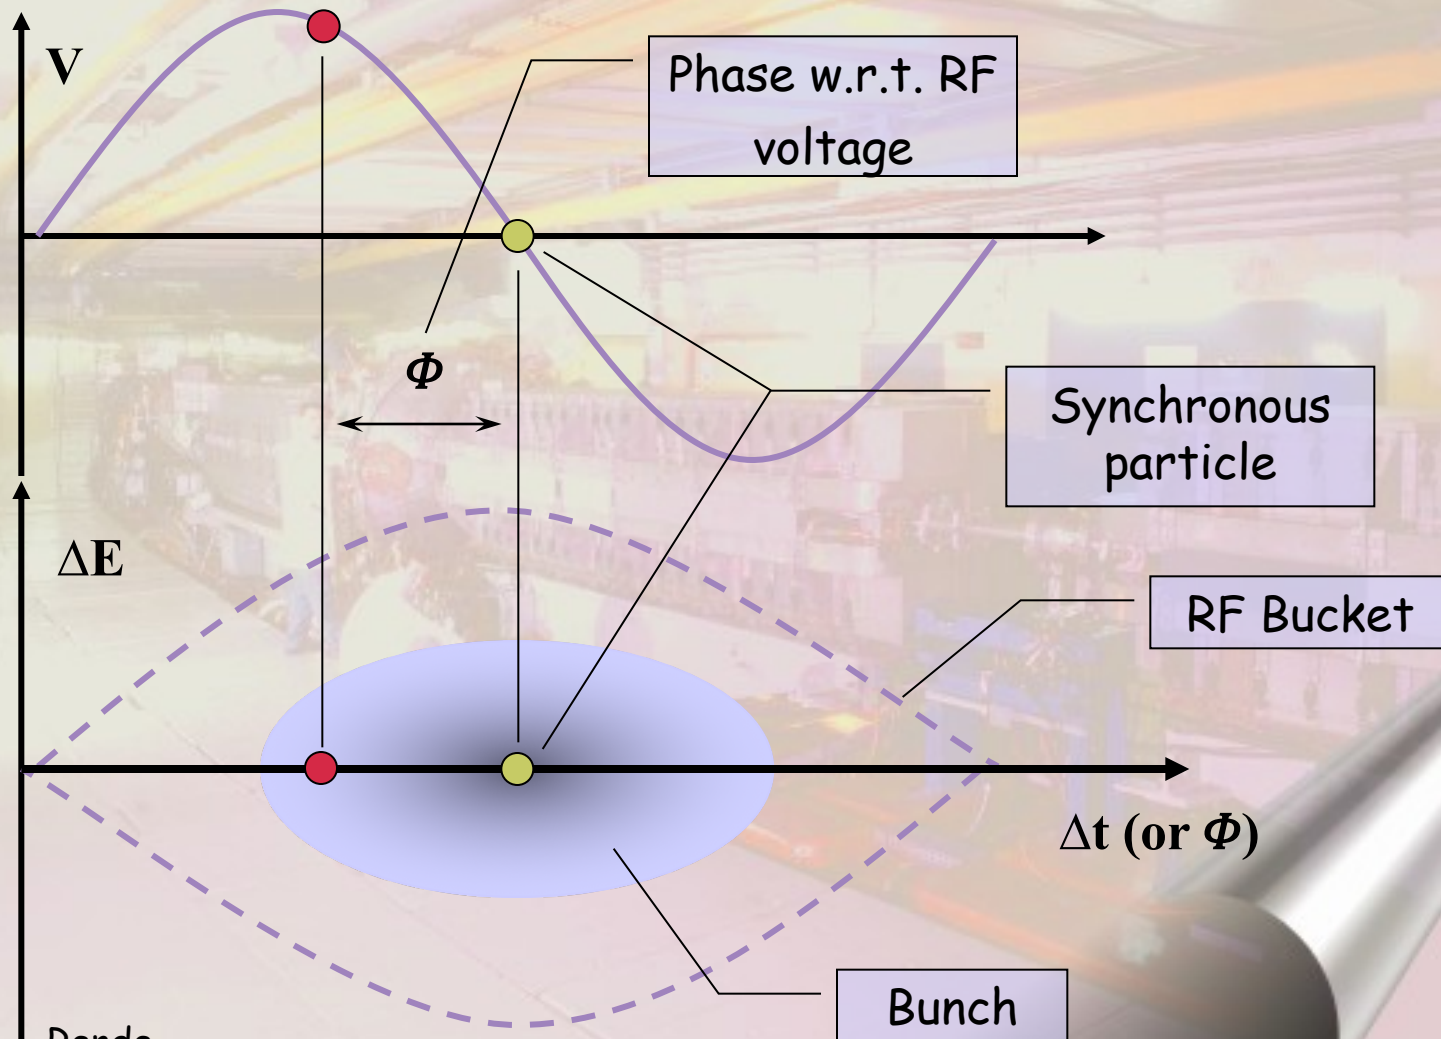 V
Phase w.r.t. RF
voltage
Φ
Synchronous
particle
ΔE
RF Bucket
Δt (or Φ)
Bunch